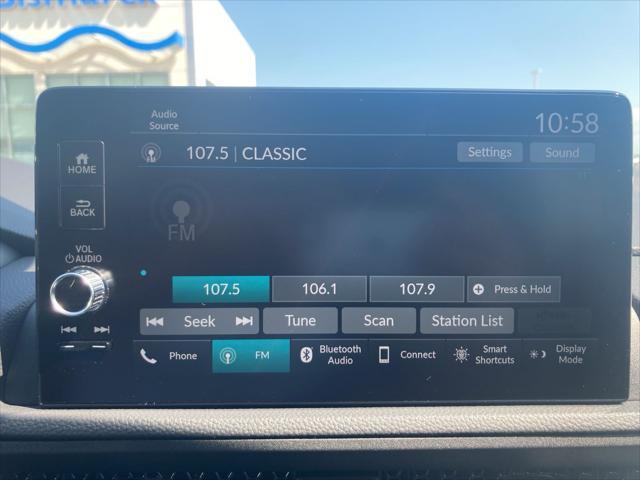 Bismarck
Audio
Source
10:58
107.5 | CLASSIC
Settings
Sound
HOME
BACK
FM
VOL
AUDIO
107.5
106.1
107.9
Press & Hold
Seek
Tune
Scan
Station List
Phone
FM
Bluetooth
Audio
Connect
Smart
Shortcuts
Display
Mode